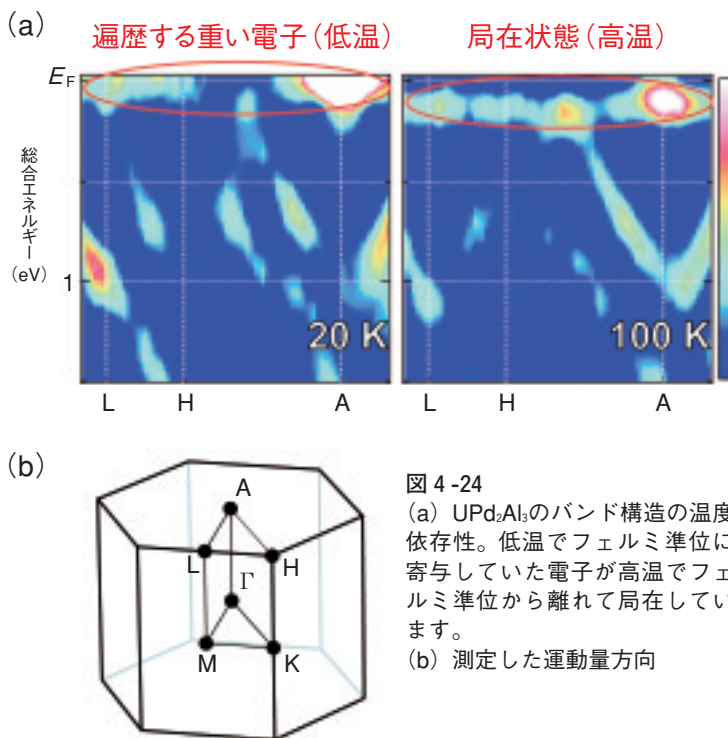 (a)
遍歴する重い電子（低温） 局在状態（高温）
EF
総合エネルギー
（eV）
1
20 K 100 K
L H A L H A
(b)
A
L H
Γ
M K
図 4 -24
(a) UPd₂Al₃のバンド構造の温度
依存性。低温でフェルミ準位に
寄与していた電子が高温でフェ
ルミ準位から離れて局在してい
ます。
(b) 測定した運動量方向